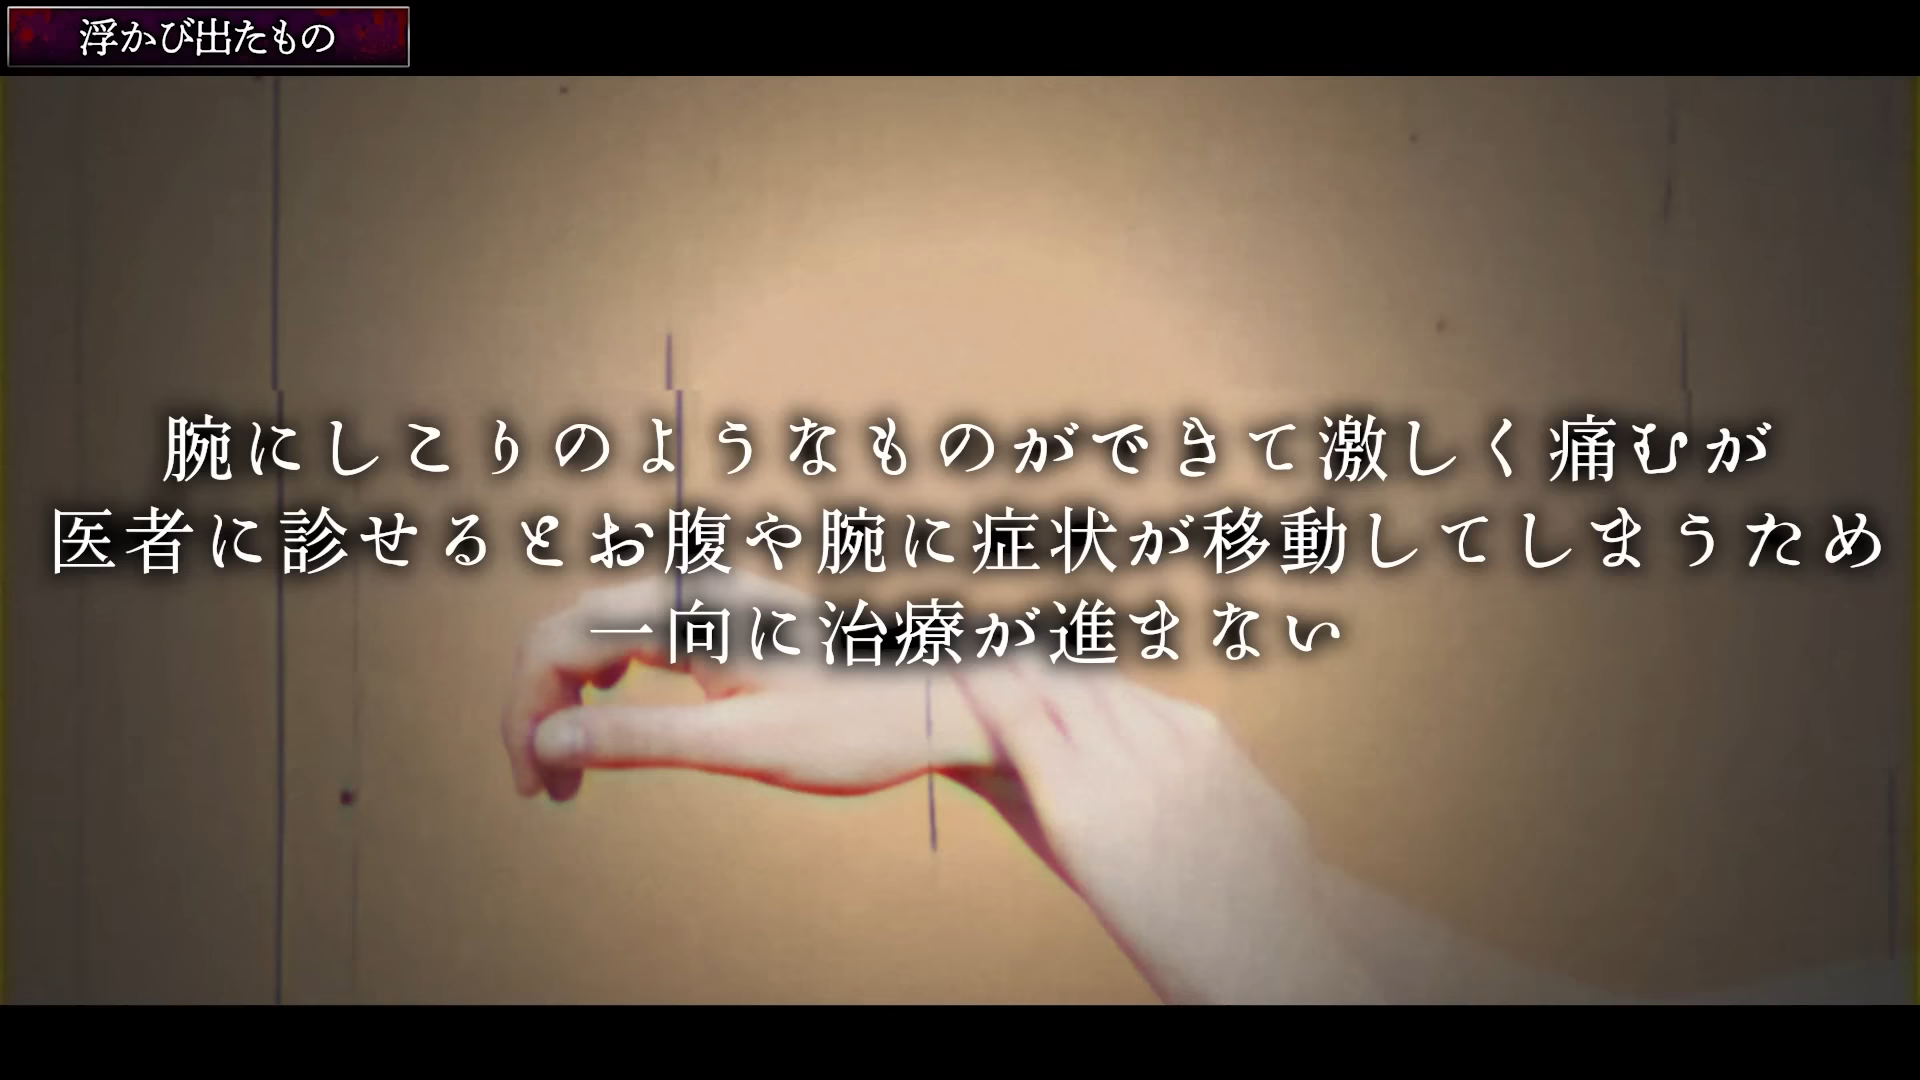 浮かび出たもの
腕にしこりのようなものができて激しく痛むが
医者に診せるとお腹や腕に症状が移動してしまうため
一向に治療が進まない